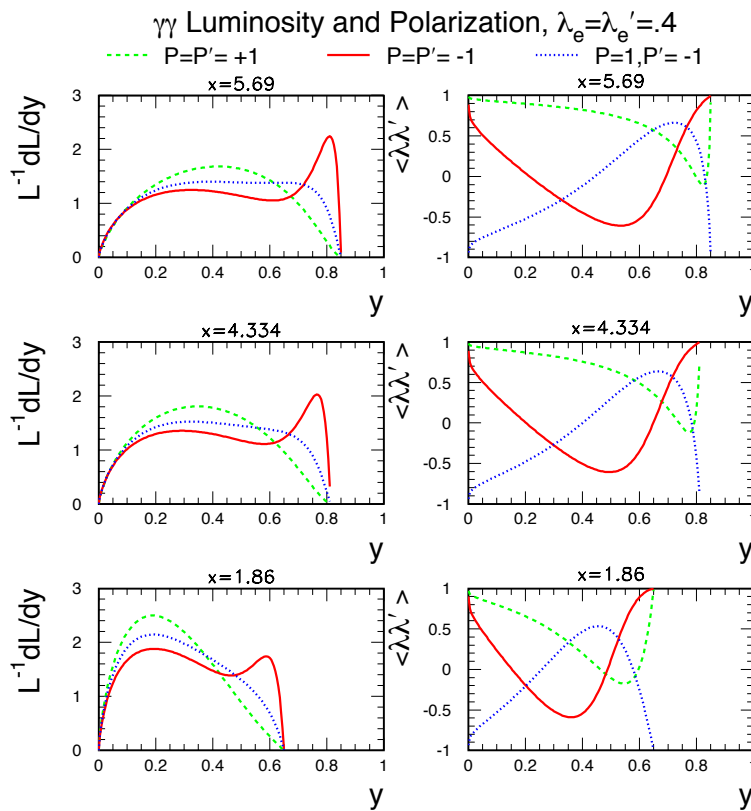 γγ Luminosity and Polarization, λe=λe′=.4
P=P′= +1 P=P′= -1 P=1,P′= -1
x=5.69 x=5.69
L⁻¹dL/dy
3
2
1
0
0 0.2 0.4 0.6 0.8 1
y
<λλ′>
1
0.5
0
-0.5
-1
0 0.2 0.4 0.6 0.8 1
y
x=4.334 x=4.334
L⁻¹dL/dy
3
2
1
0
0 0.2 0.4 0.6 0.8 1
y
<λλ′>
1
0.5
0
-0.5
-1
0 0.2 0.4 0.6 0.8 1
y
x=1.86 x=1.86
L⁻¹dL/dy
3
2
1
0
0 0.2 0.4 0.6 0.8 1
y
<λλ′>
1
0.5
0
-0.5
-1
0 0.2 0.4 0.6 0.8 1
y